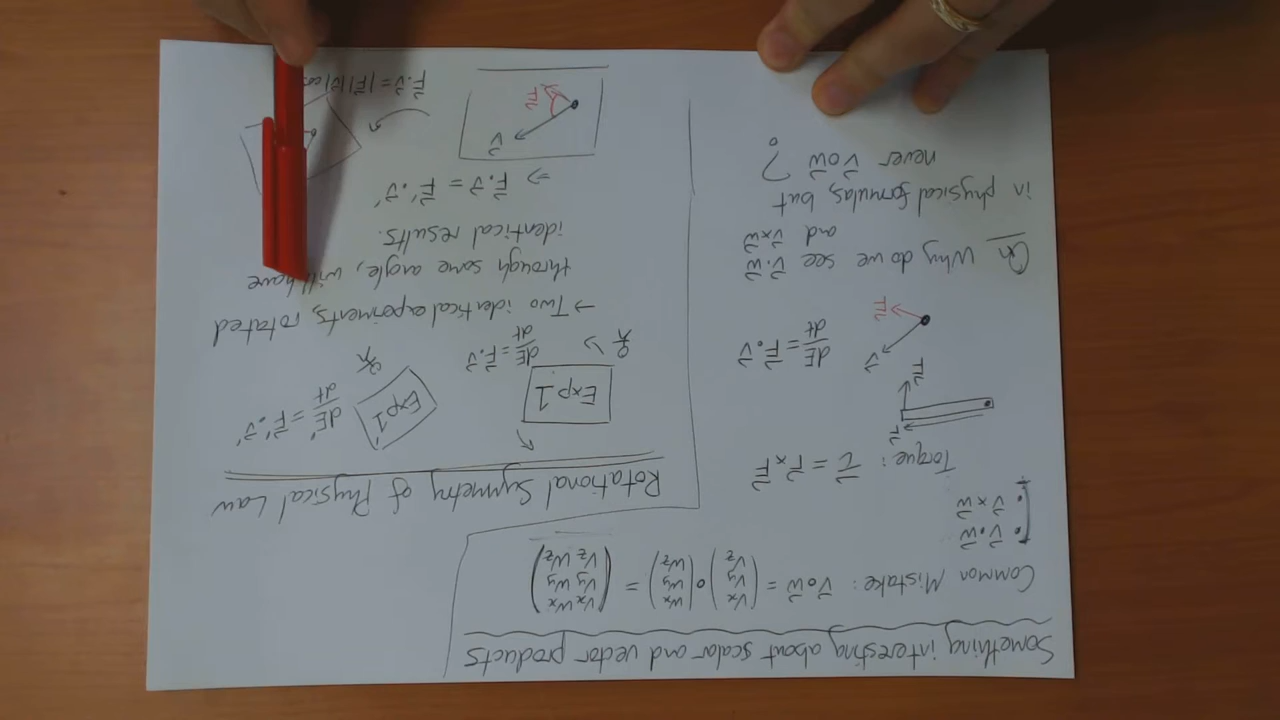 Something interesting about scalar and vector products
Common Mistake: v⃗∘w⃗ = (vx vy vz) ∘ (wx wy wz) = (vxwx vywy vzwz)
• v⃗∘w⃗
• v⃗×w⃗
Torque: τ⃗ = r⃗×F⃗
r⃗
F⃗
v⃗
F⃗
dE/dt = F⃗.v⃗
Qn Why do we see v⃗.w⃗
and v⃗×w⃗
in physical formulas, but
never v⃗∘w⃗ ?
Rotational Symmetry of Physical Law
Exp 1
Exp 1'
dE/dt = F⃗.v⃗
dE'/dt = F⃗'.v⃗'
→ Two identical experiments, rotated
through same angle, will have
identical results.
⇒ F⃗.v⃗ = F⃗'.v⃗'
v⃗
F⃗
F⃗.v⃗ = |F⃗||v⃗|cos